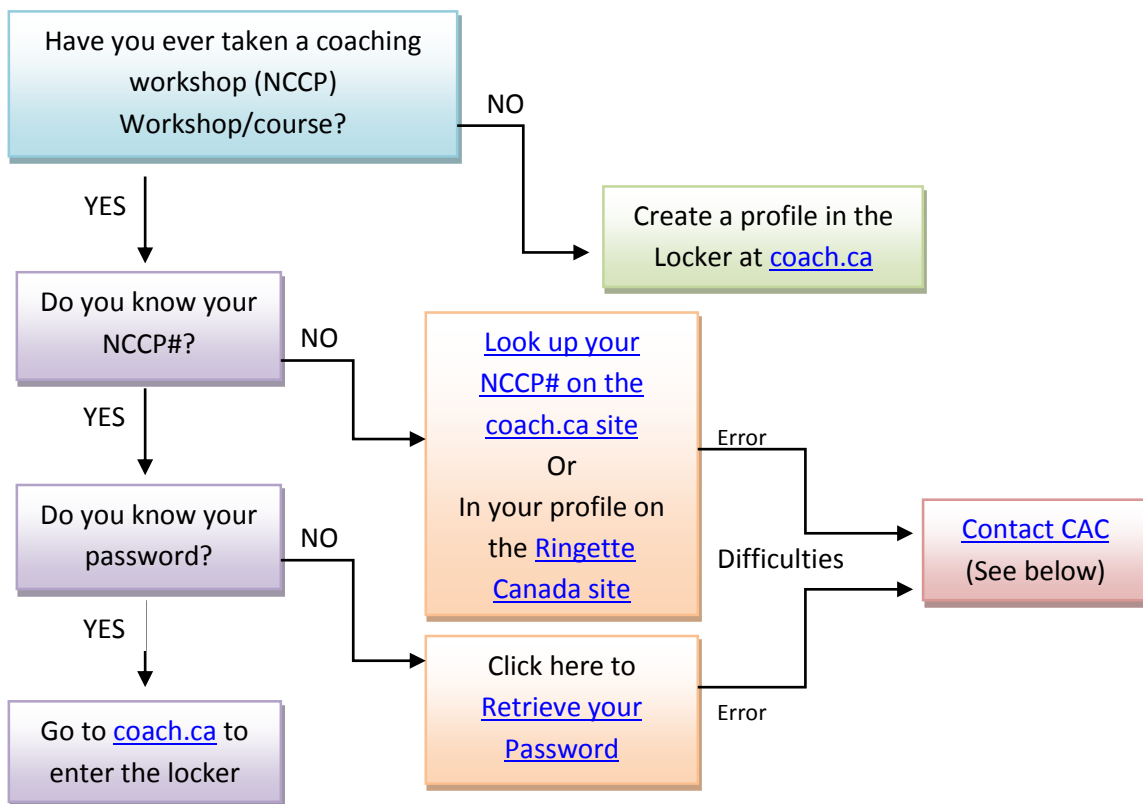 Have you ever taken a coaching
workshop (NCCP)
Workshop/course?
NO
YES
Create a profile in the
Locker at coach.ca
Do you know your
NCCP#?
NO
YES
Look up your
NCCP# on the
coach.ca site
Or
In your profile on
the Ringette
Canada site
Error
Do you know your
password?
NO
YES
Difficulties
Contact CAC
(See below)
Click here to
Retrieve your
Password
Error
Go to coach.ca to
enter the locker